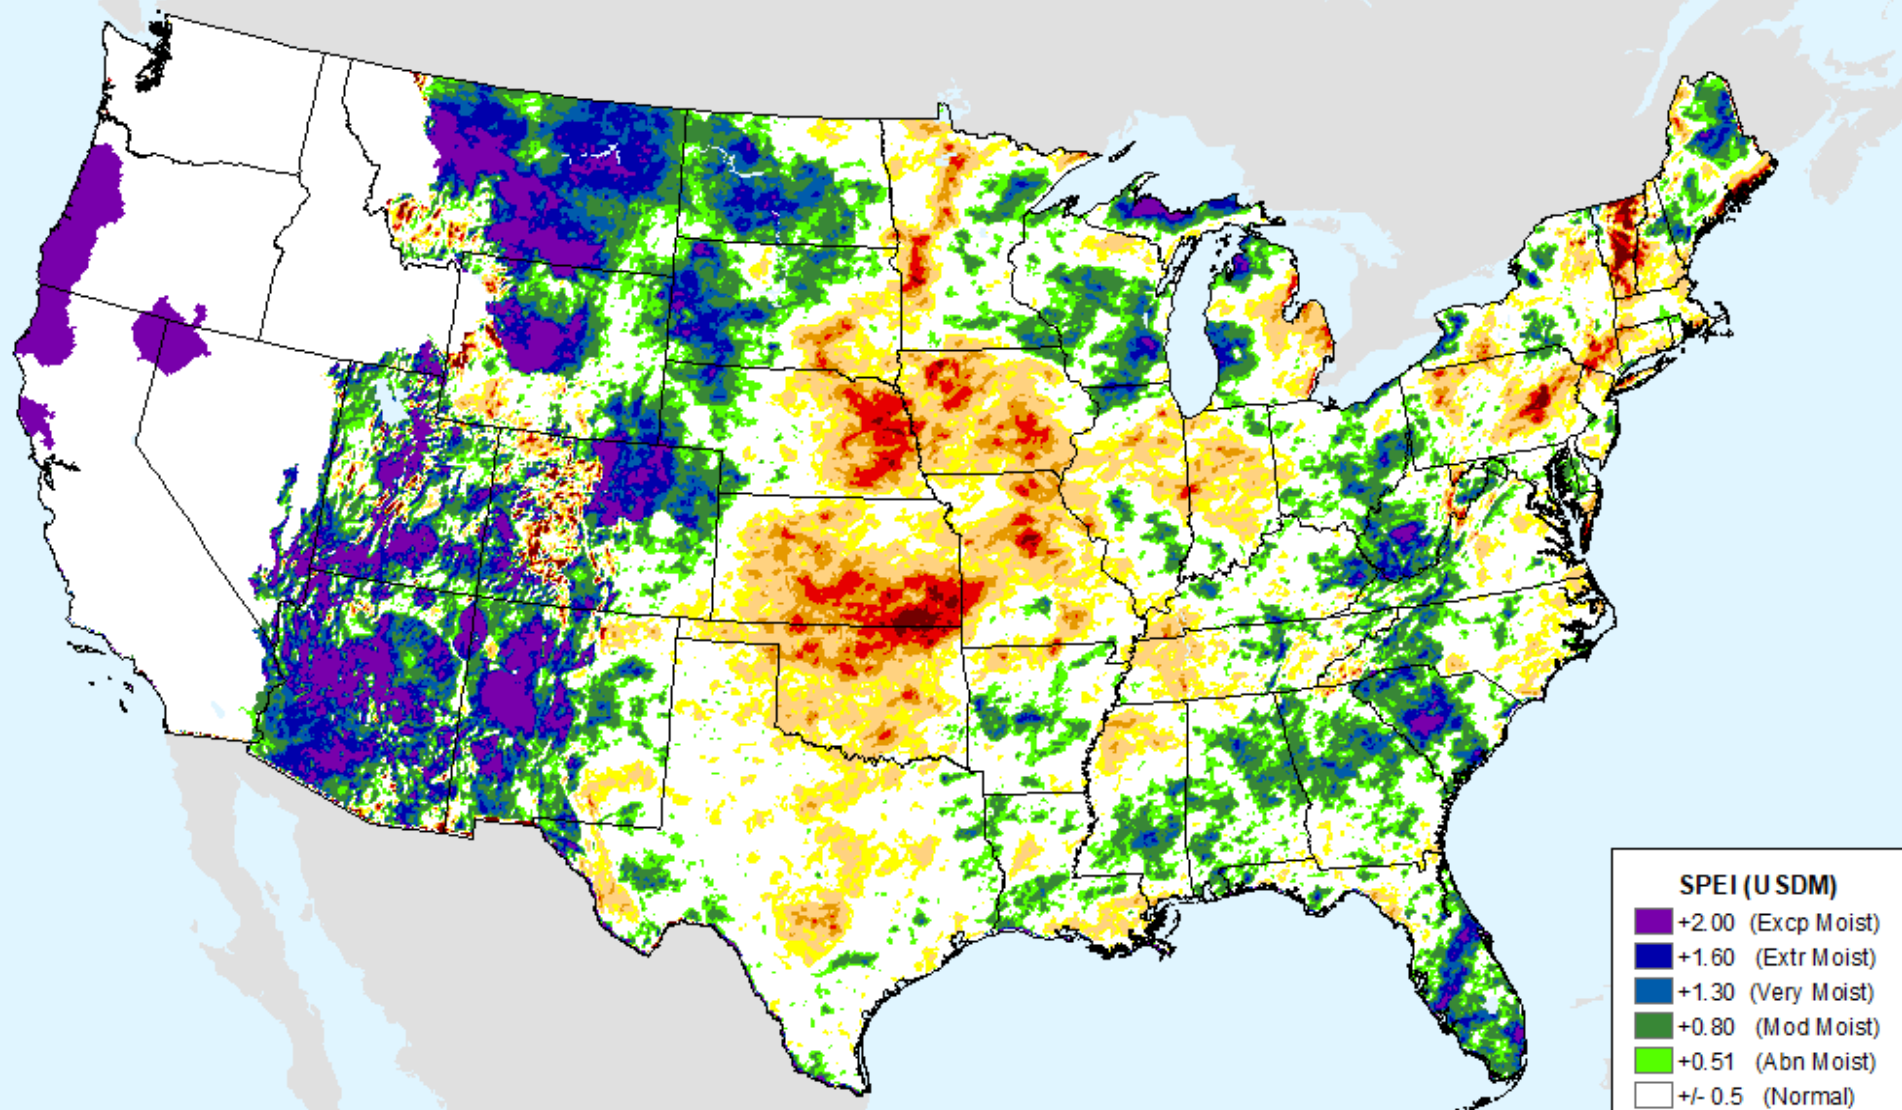 SPEI (USDM)
+2.00 (Excp Moist)
+1.60 (Extr Moist)
+1.30 (Very Moist)
+0.80 (Mod Moist)
+0.51 (Abn Moist)
+/- 0.5 (Normal)